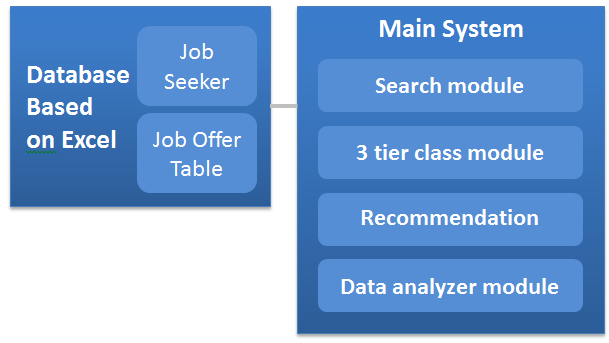 Database
Based
on Excel
Job
Seeker
Job Offer
Table
Main System
Search module
3 tier class module
Recommendation
Data analyzer module